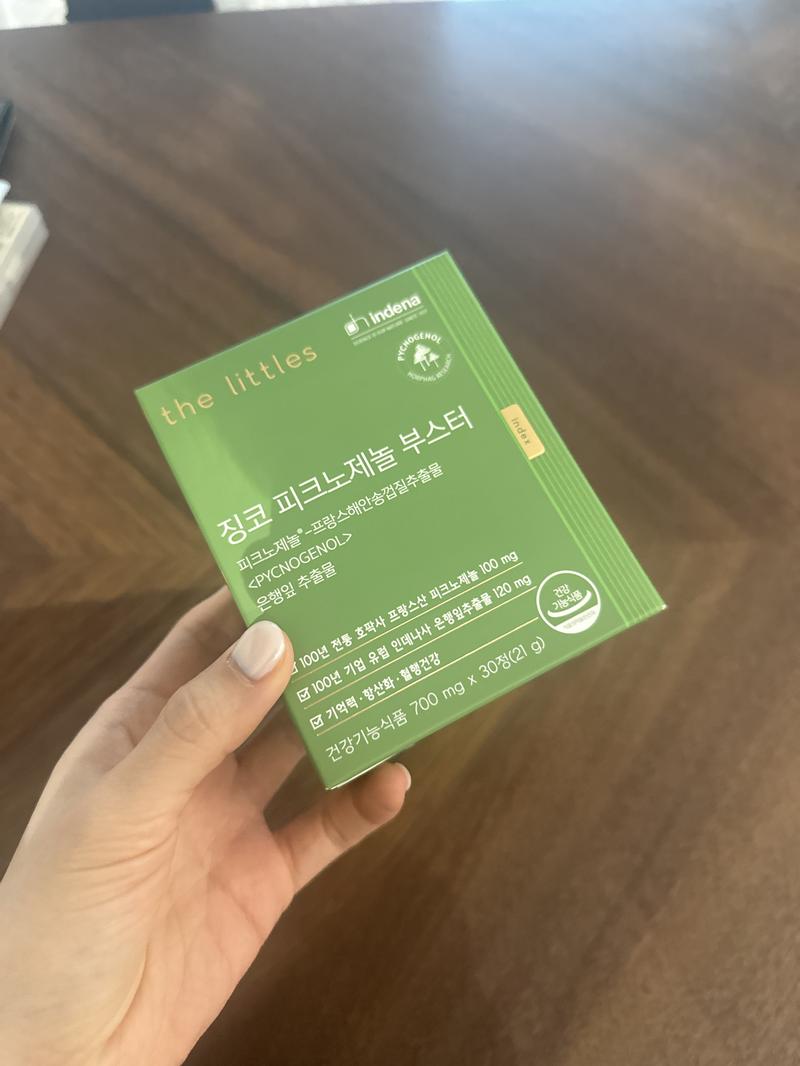 the littles
indena
PYCHOGENOL
HORPHAG RESEARCH
index
징코 피크노제놀 부스터
피크노제놀®-프랑스해안송껍질추출물
<PYCNOGENOL>
은행잎 추출물
100년 전통 호팍사 프랑스산 피크노제놀 100 mg
100년 기업 유럽 인데나사 은행잎추출물 120 mg
기억력·항산화·혈행건강
건강기능식품 700 mg x 30정(21 g)
건강
기능식품